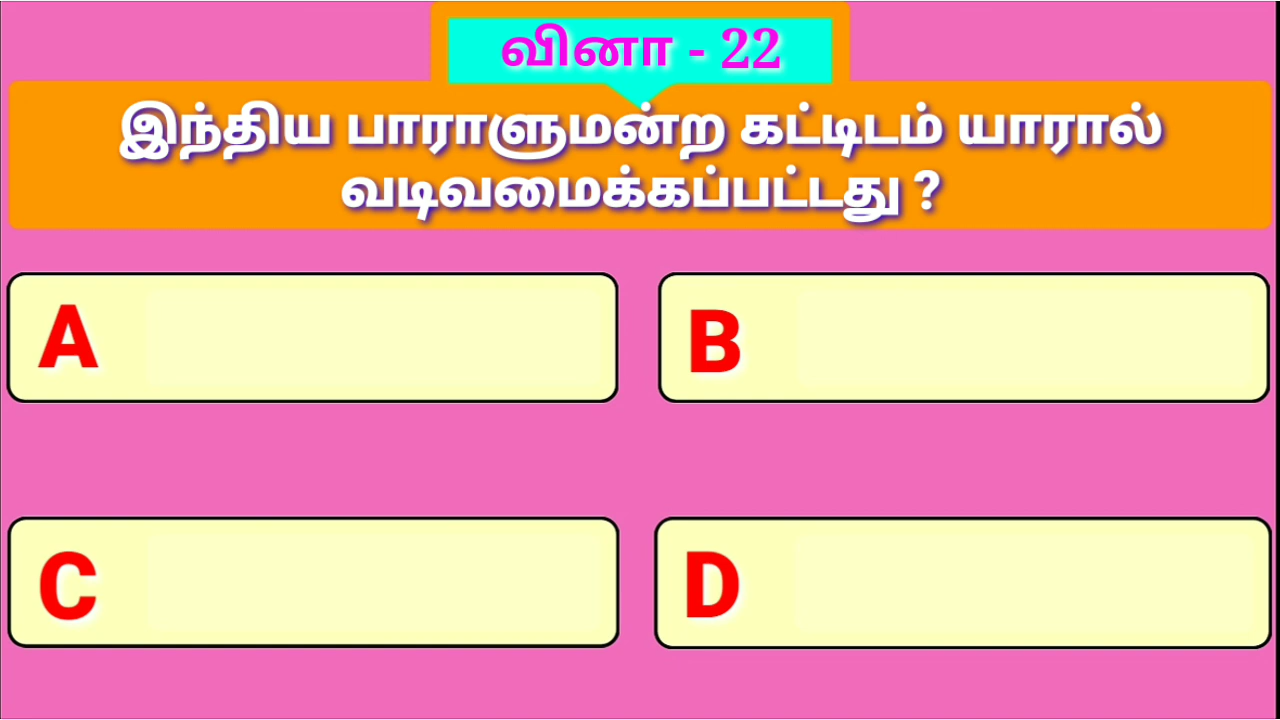 வினா - 22
இந்திய பாராளுமன்ற கட்டிடம் யாரால்
வடிவமைக்கப்பட்டது ?
A
B
C
D